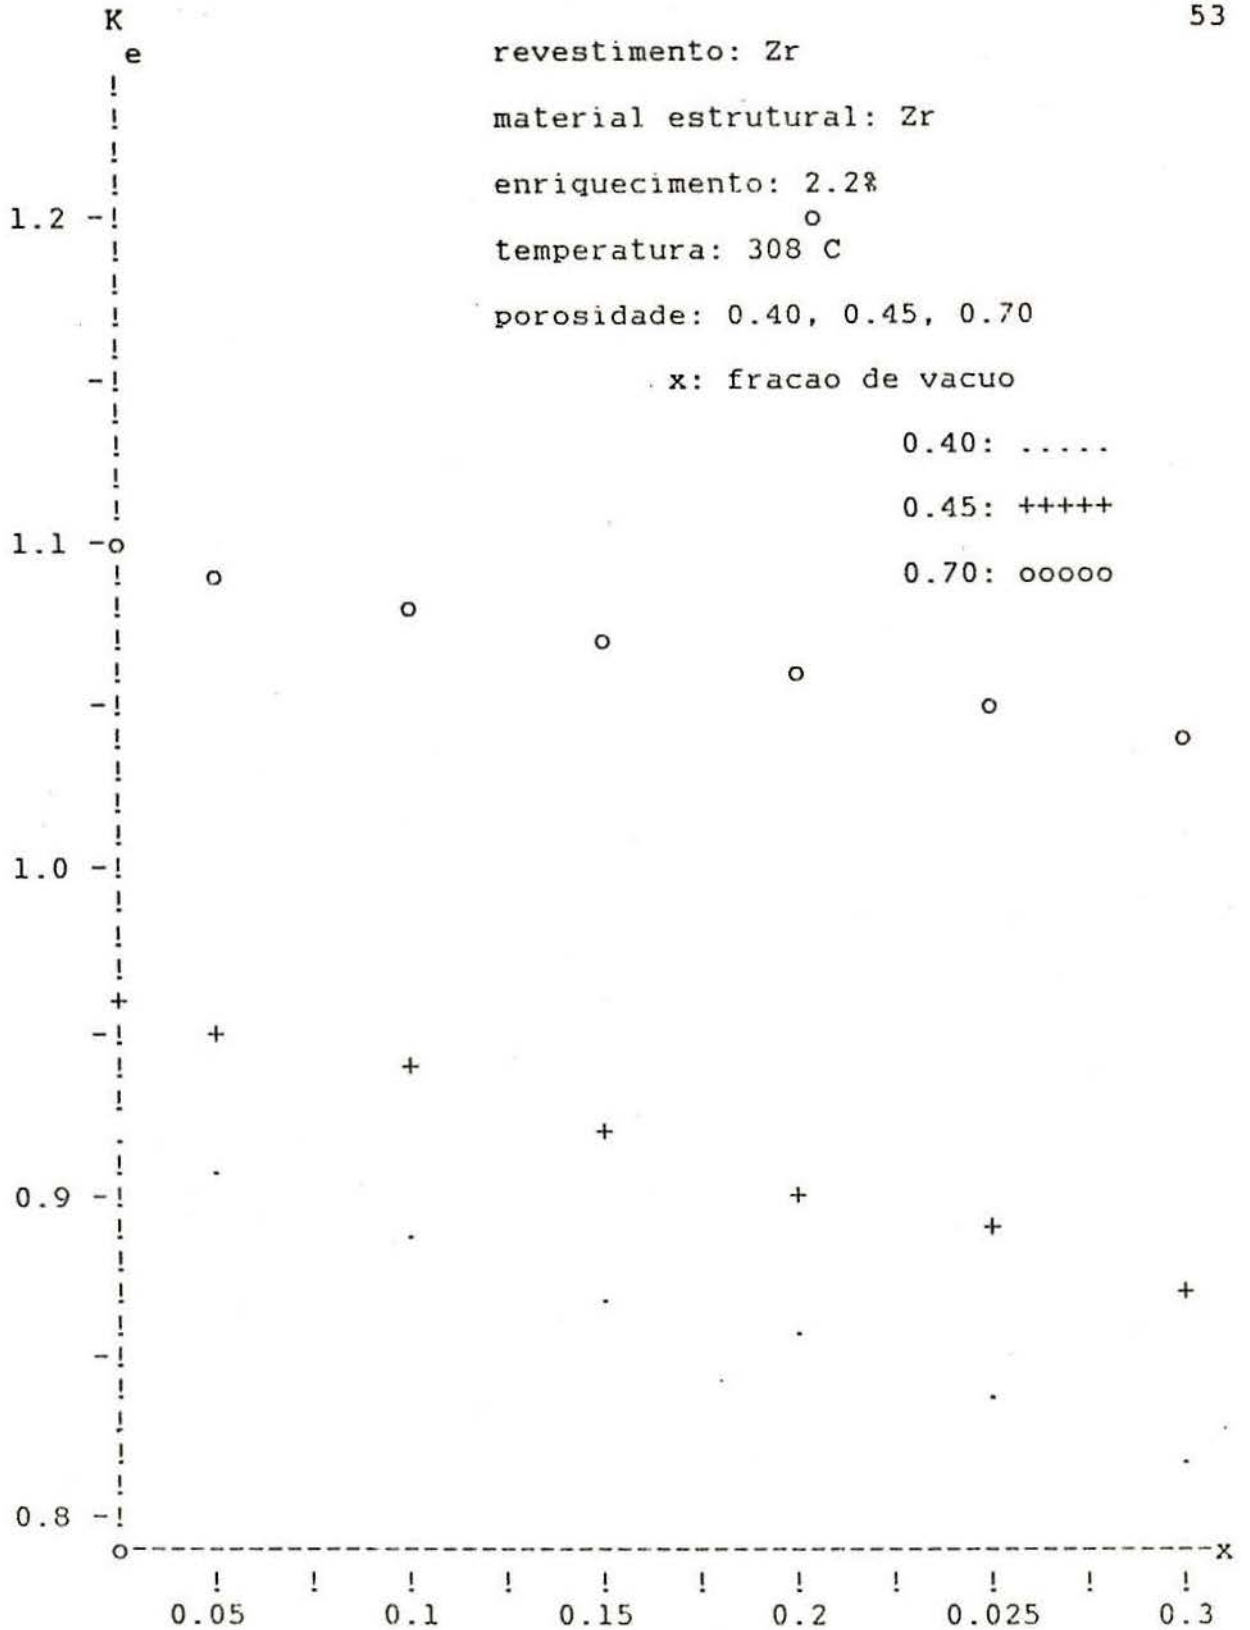 53
K
e
revestimento: Zr
material estrutural: Zr
enriquecimento: 2.2%
o
temperatura: 308 C
porosidade: 0.40, 0.45, 0.70
x: fracao de vacuo
0.40: .....
0.45: +++++
0.70: ooooo
1.2
1.1
1.0
0.9
0.8
o x
0.05 0.1 0.15 0.2 0.025 0.3